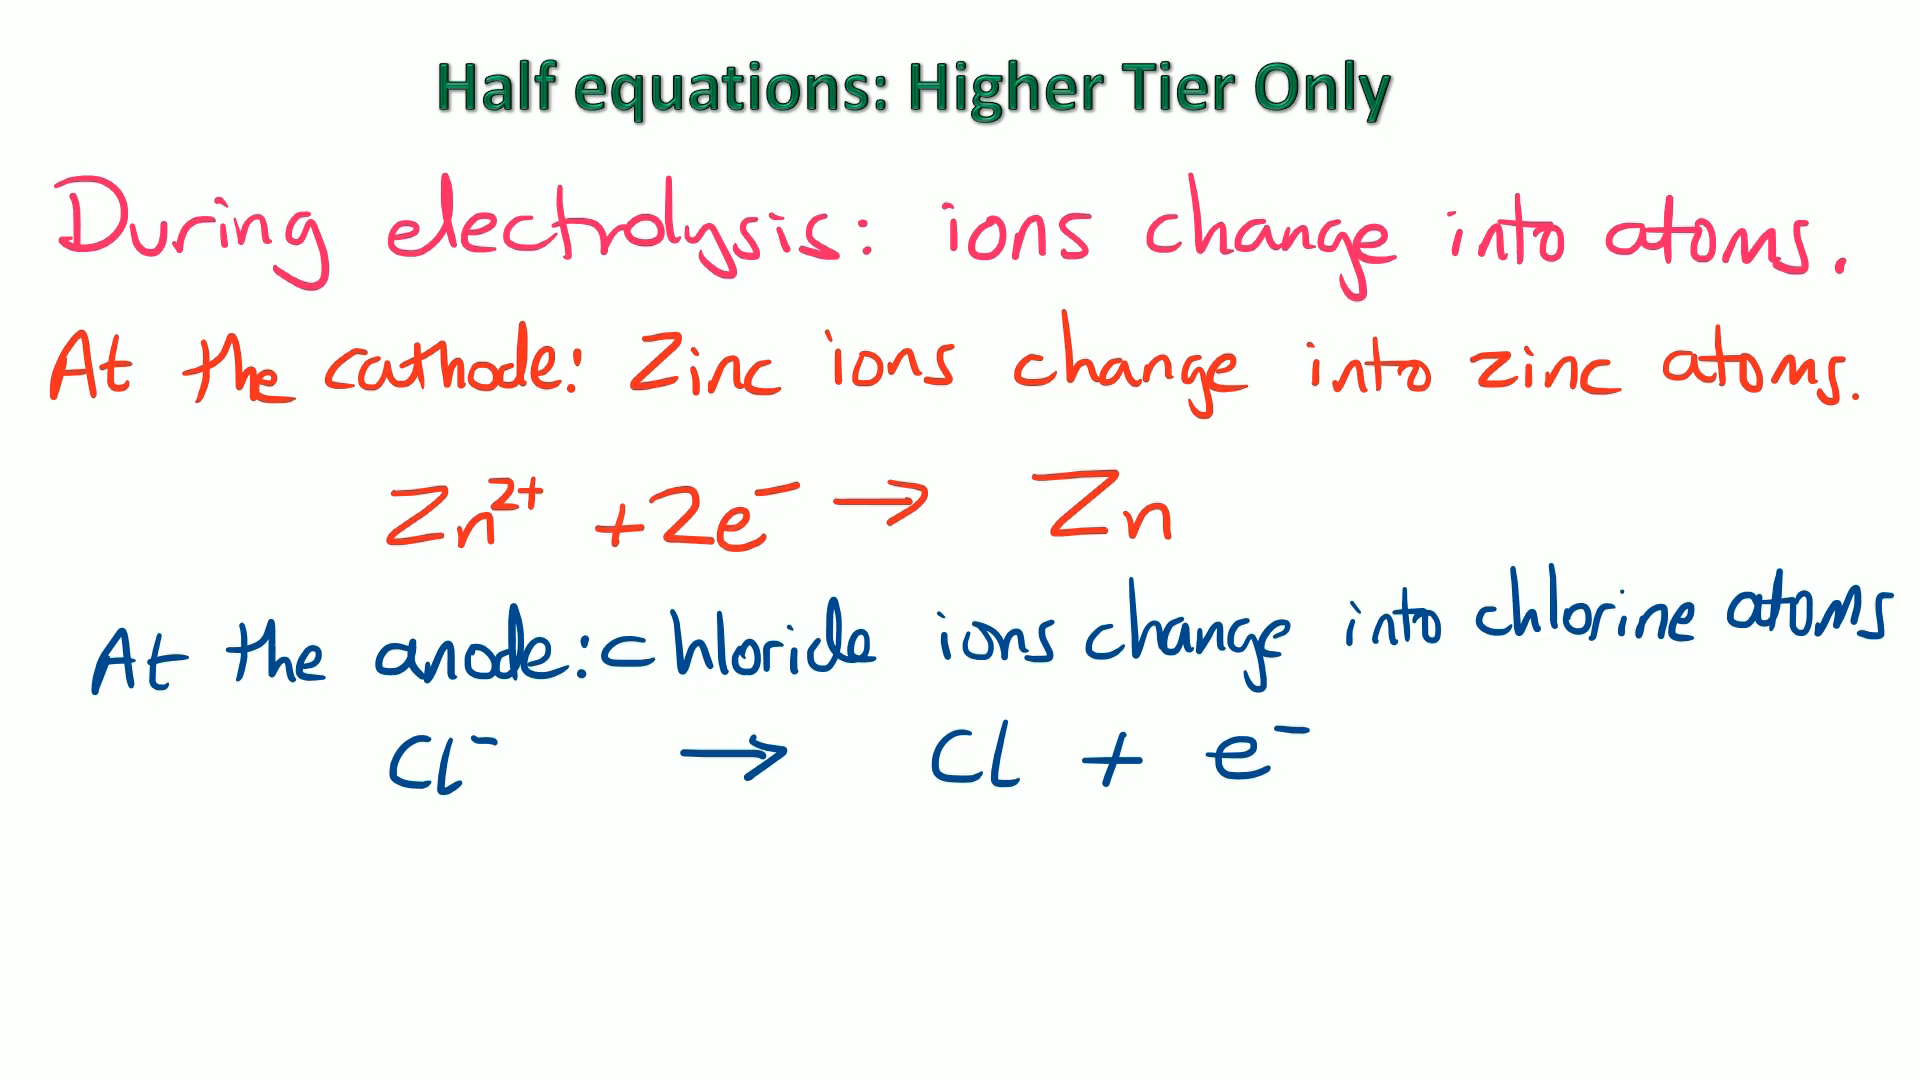 Half equations: Higher Tier Only
During electrolysis: ions change into atoms.
At the cathode: Zinc ions change into zinc atoms.
Zn²⁺ + 2e⁻ → Zn
At the anode: chloride ions change into chlorine atoms
Cl⁻ → Cl + e⁻